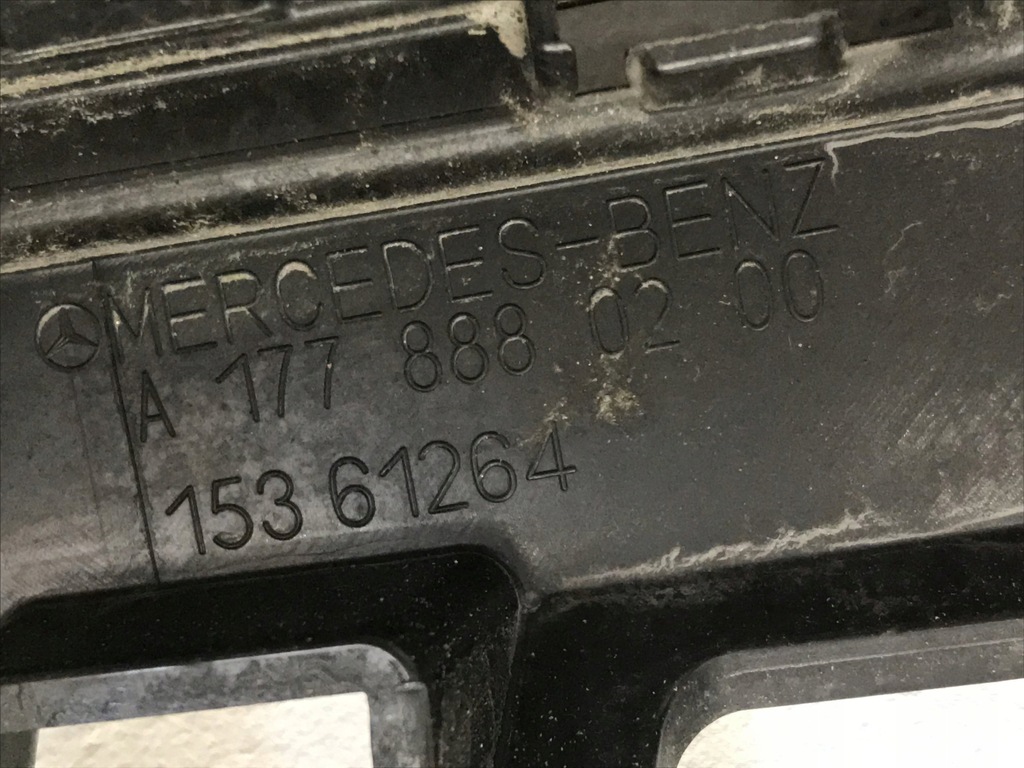 MERCEDES-BENZ
A 177 888 02 00
153 61264